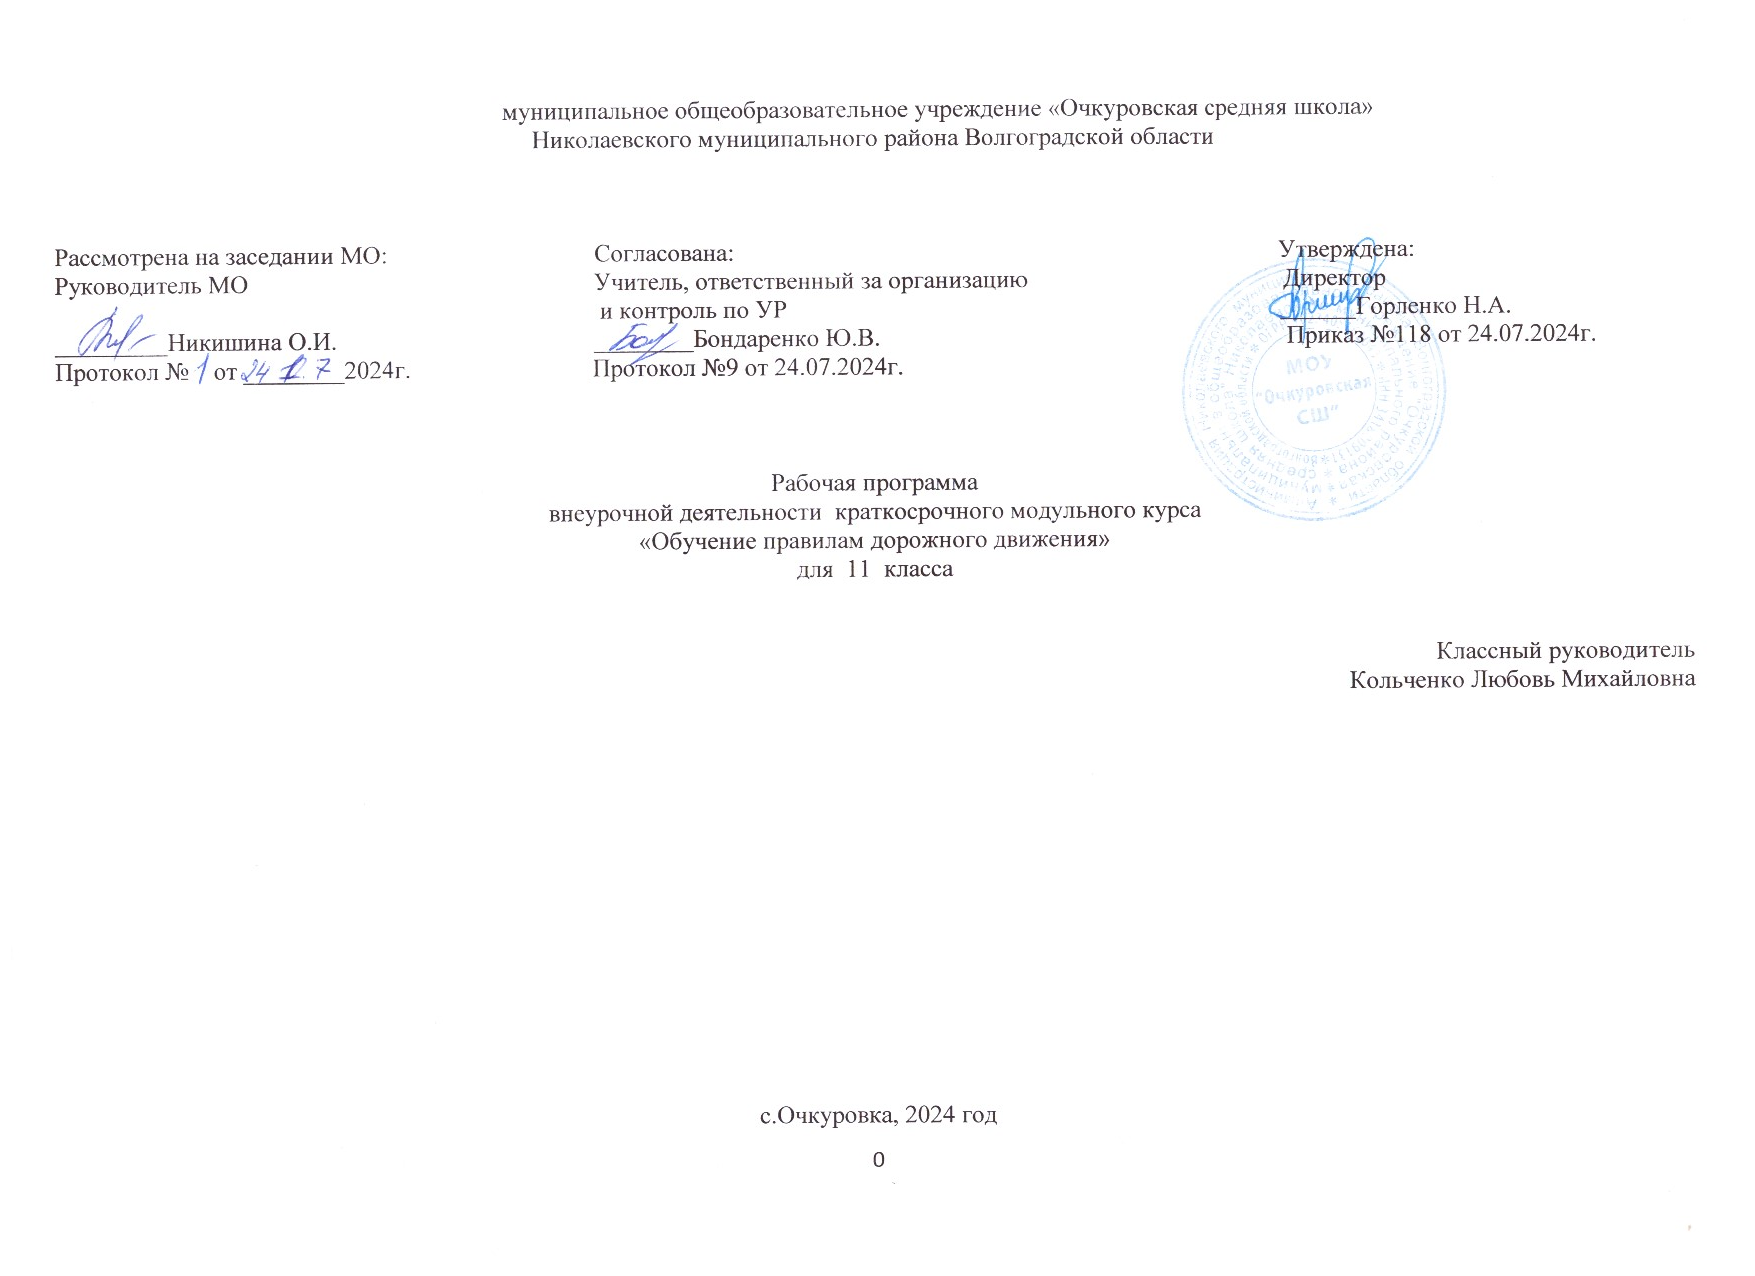 муниципальное общеобразовательное учреждение «Очкуровская средняя школа»
Николаевского муниципального района Волгоградской области
Рассмотрена на заседании МО:
Руководитель МО
Никишина О.И.
Протокол № 1 от 24 7 2024г.
Согласована:
Учитель, ответственный за организацию
и контроль по УР
Бондаренко Ю.В.
Протокол №9 от 24.07.2024г.
Утверждена:
Директор
Горленко Н.А.
Приказ №118 от 24.07.2024г.
МОУ
"Очкуровская
СШ"
Рабочая программа
внеурочной деятельности краткосрочного модульного курса
«Обучение правилам дорожного движения»
для 11 класса
Классный руководитель
Кольченко Любовь Михайловна
с.Очкуровка, 2024 год
0